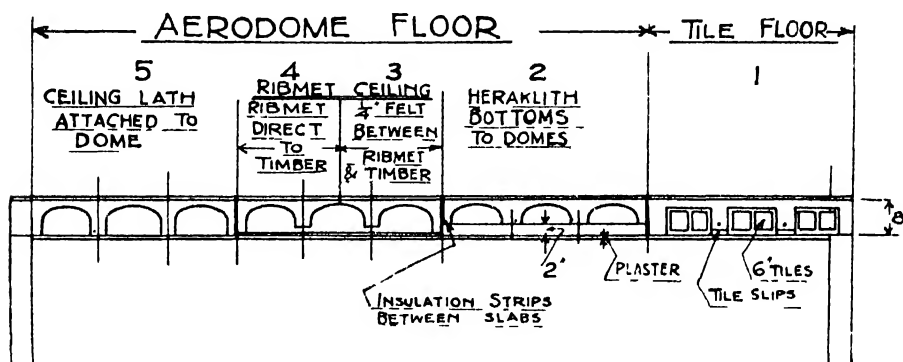 AERODOME FLOOR
TILE FLOOR
5
CEILING LATH
ATTACHED TO
DOME
4
3
RIBMET CEILING
RIBMET
DIRECT
TO
TIMBER
1/4" FELT
BETWEEN
RIBMET
& TIMBER
2
HERAKLITH
BOTTOMS
TO DOMES
1
8
INSULATION STRIPS
BETWEEN SLABS
2"
PLASTER
6" TILES
TILE SLIPS